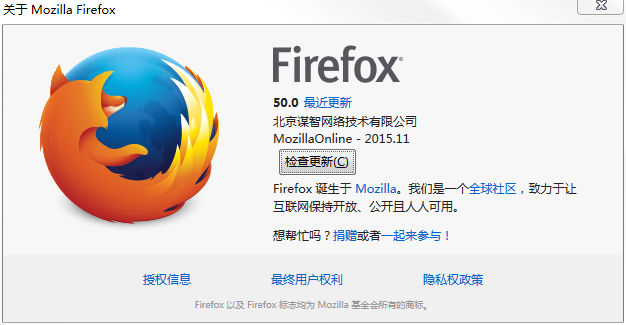 关于 Mozilla Firefox
Firefox®
50.0 最近更新
北京谋智网络技术有限公司
MozillaOnline - 2015.11
检查更新(C)
Firefox 诞生于 Mozilla。我们是一个全球社区，致力于让
互联网保持开放、公开且人人可用。
想帮忙吗？捐赠或者一起来参与！
授权信息 最终用户权利 隐私权政策
Firefox 以及 Firefox 标志均为 Mozilla 基金会所有的商标。